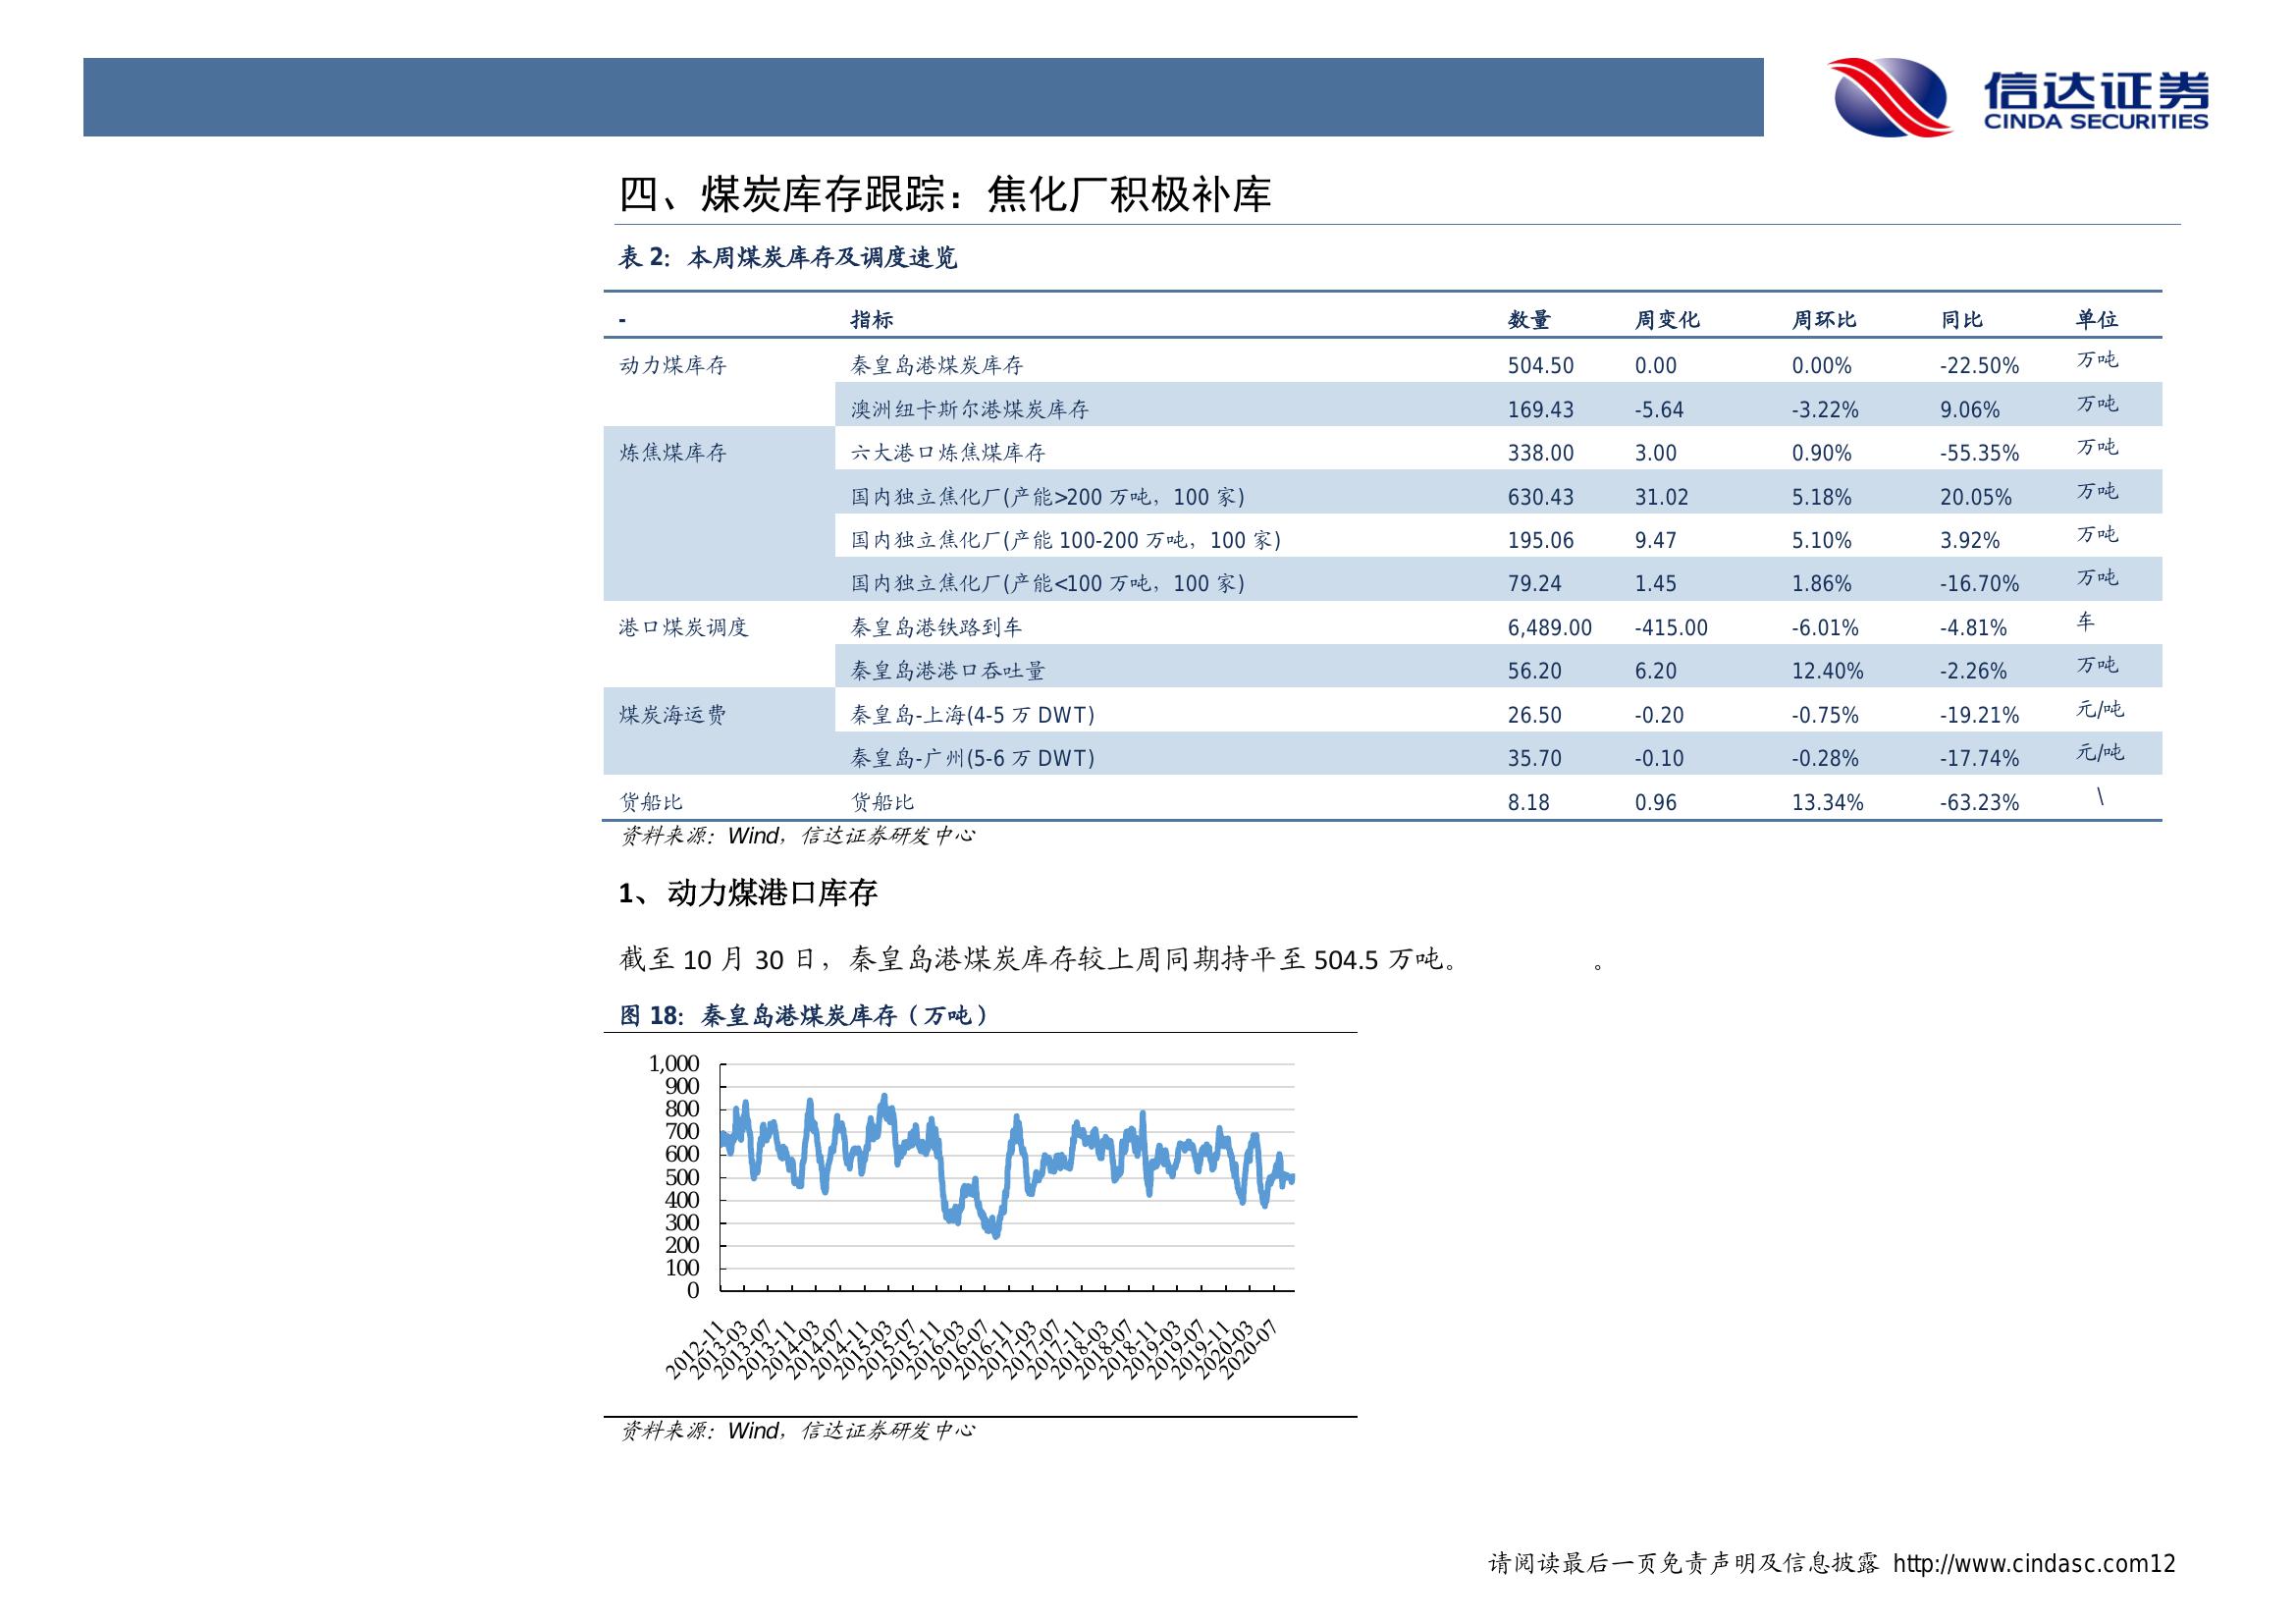 信达证券
CINDA SECURITIES
四、煤炭库存跟踪：焦化厂积极补库
表 2：本周煤炭库存及调度速览
- 指标 数量 周变化 周环比 同比 单位
动力煤库存 秦皇岛港煤炭库存 504.50 0.00 0.00% -22.50% 万吨
澳洲纽卡斯尔港煤炭库存 169.43 -5.64 -3.22% 9.06% 万吨
炼焦煤库存 六大港口炼焦煤库存 338.00 3.00 0.90% -55.35% 万吨
国内独立焦化厂(产能>200 万吨，100 家) 630.43 31.02 5.18% 20.05% 万吨
国内独立焦化厂(产能 100-200 万吨，100 家) 195.06 9.47 5.10% 3.92% 万吨
国内独立焦化厂(产能<100 万吨，100 家) 79.24 1.45 1.86% -16.70% 万吨
港口煤炭调度 秦皇岛港铁路到车 6,489.00 -415.00 -6.01% -4.81% 车
秦皇岛港港口吞吐量 56.20 6.20 12.40% -2.26% 万吨
煤炭海运费 秦皇岛-上海(4-5 万 DWT) 26.50 -0.20 -0.75% -19.21% 元/吨
秦皇岛-广州(5-6 万 DWT) 35.70 -0.10 -0.28% -17.74% 元/吨
货船比 货船比 8.18 0.96 13.34% -63.23% \
资料来源：Wind，信达证券研发中心
1、 动力煤港口库存
截至 10 月 30 日，秦皇岛港煤炭库存较上周同期持平至 504.5 万吨。 。
图 18：秦皇岛港煤炭库存（万吨）
1,000
900
800
700
600
500
400
300
200
100
0
2012-11
2013-03
2013-07
2013-11
2014-03
2014-07
2014-11
2015-03
2015-07
2015-11
2016-03
2016-07
2016-11
2017-03
2017-07
2017-11
2018-03
2018-07
2018-11
2019-03
2019-07
2019-11
2020-03
2020-07
资料来源：Wind，信达证券研发中心
请阅读最后一页免责声明及信息披露 http://www.cindasc.com12